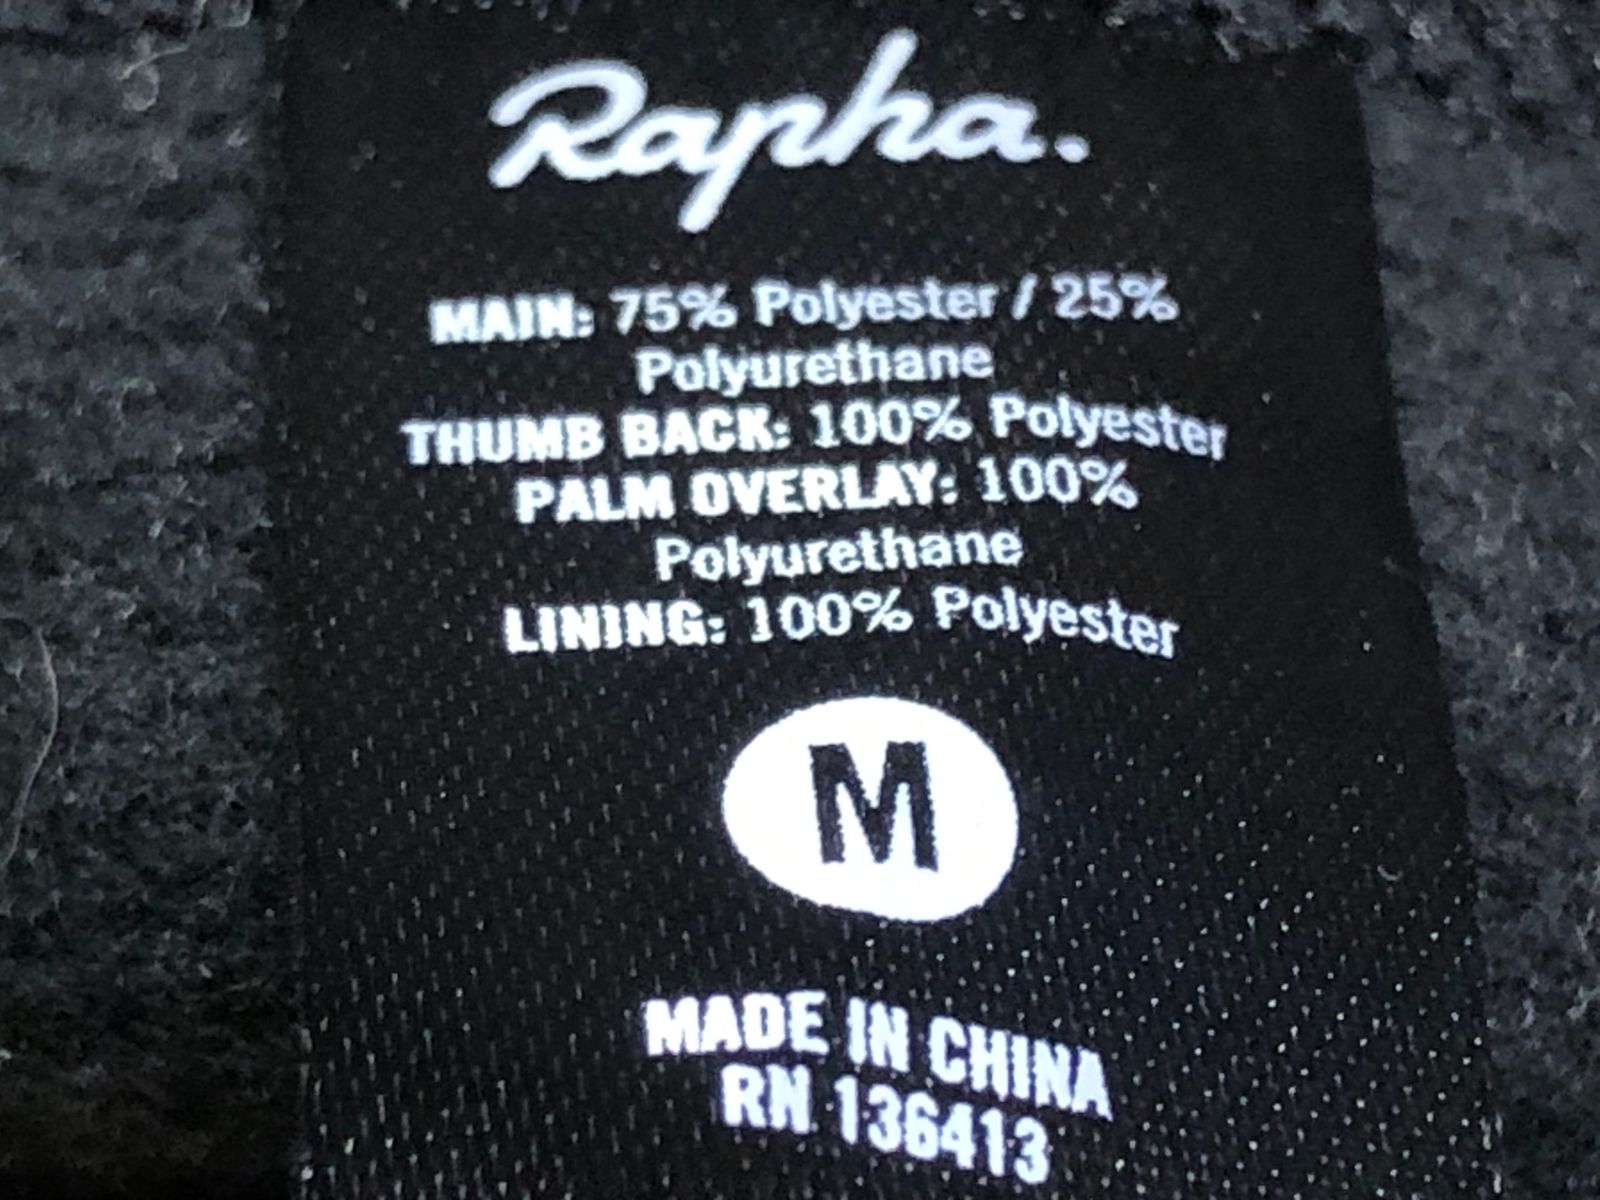 Rapha.
MAIN: 75% Polyester / 25%
Polyurethane
THUMB BACK: 100% Polyester
PALM OVERLAY: 100%
Polyurethane
LINING: 100% Polyester
M
MADE IN CHINA
RN 136413